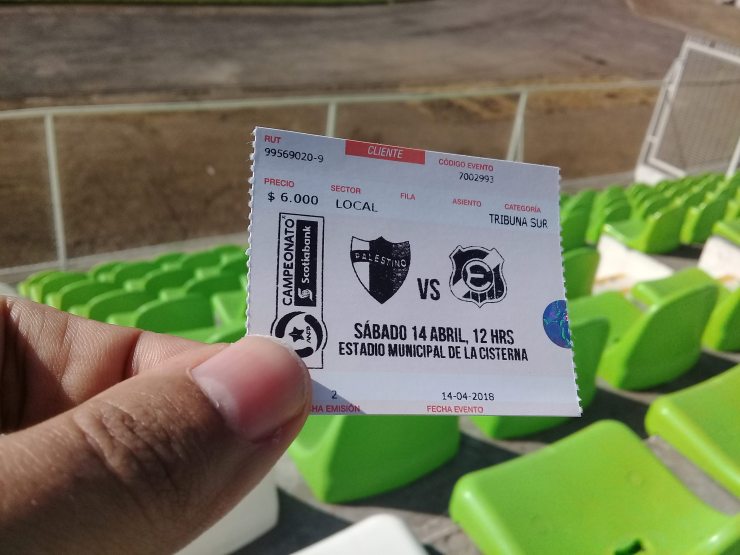 RUT
99569020-9
CLIENTE
CÓDIGO EVENTO
7002993
PRECIO
$ 6.000
SECTOR
LOCAL
FILA
ASIENTO
CATEGORÍA
TRIBUNA SUR
CAMPEONATO
Scotiabank
ANFP
PALESTINO
VS
E
SÁBADO 14 ABRIL, 12 HRS
ESTADIO MUNICIPAL DE LA CISTERNA
2
14-04-2018
HA EMISIÓN
FECHA EVENTO